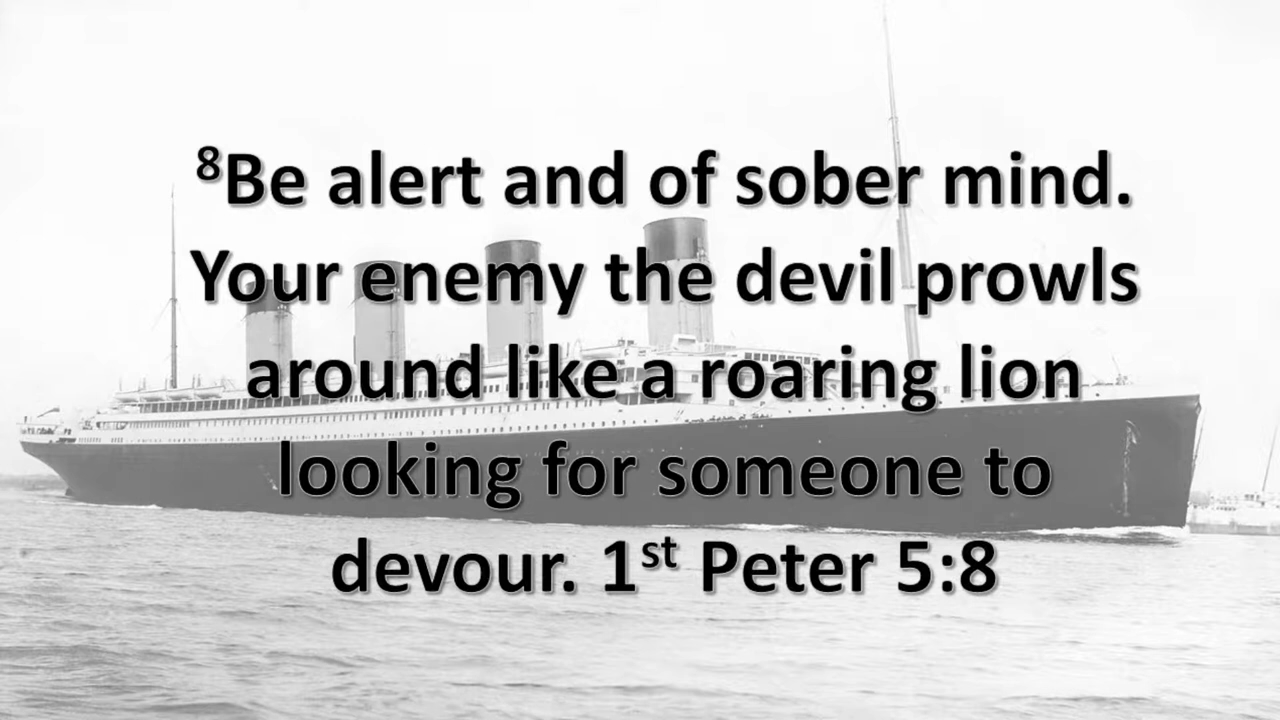 ⁸Be alert and of sober mind.
Your enemy the devil prowls
around like a roaring lion
looking for someone to
devour. 1ˢᵗ Peter 5:8